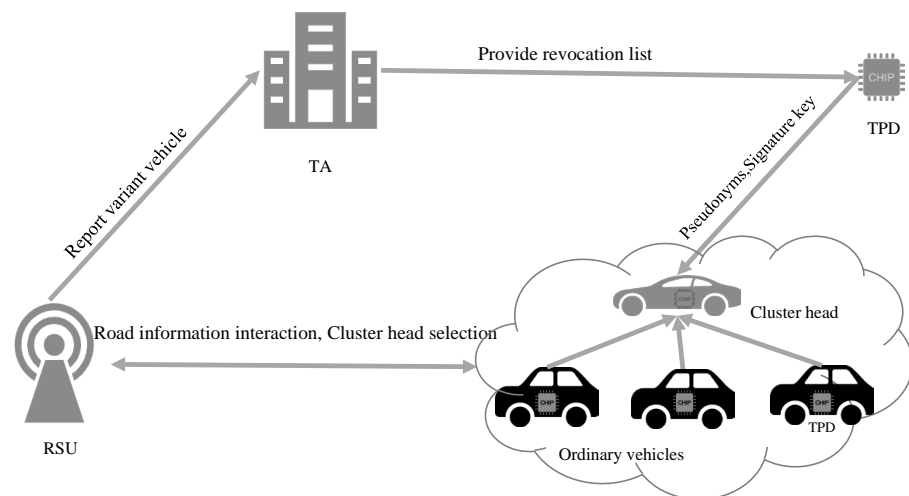 Provide revocation list
CHIP
TPD
TA
Report variant vehicle
Pseudonyms,Signature key
CHIP
Cluster head
Road information interaction, Cluster head selection
CHIP
CHIP
CHIP
TPD
RSU
Ordinary vehicles